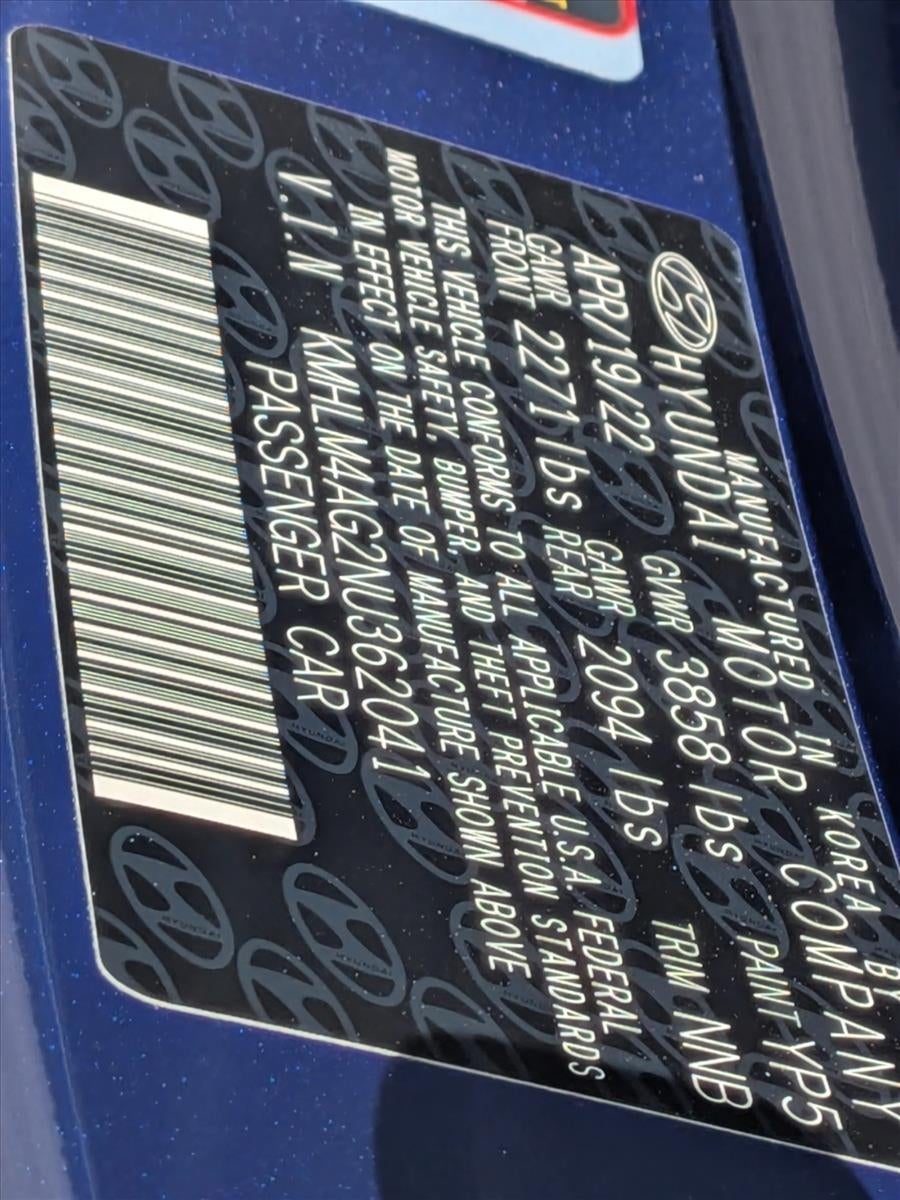 MANUFACTURED IN KOREA BY
HYUNDAI MOTOR COMPANY
APR/19/22 GVWR 3858 lbs PAINT YP5
GAWR FRONT 2271 lbs GAWR REAR 2094 lbs TRIM NNB
THIS VEHICLE CONFORMS TO ALL APPLICABLE U.S.A. FEDERAL
MOTOR VEHICLE SAFETY, BUMPER, AND THEFT PREVENTION STANDARDS
IN EFFECT ON THE DATE OF MANUFACTURE SHOWN ABOVE
V.I.N KMHLM4AG2NU362041
PASSENGER CAR